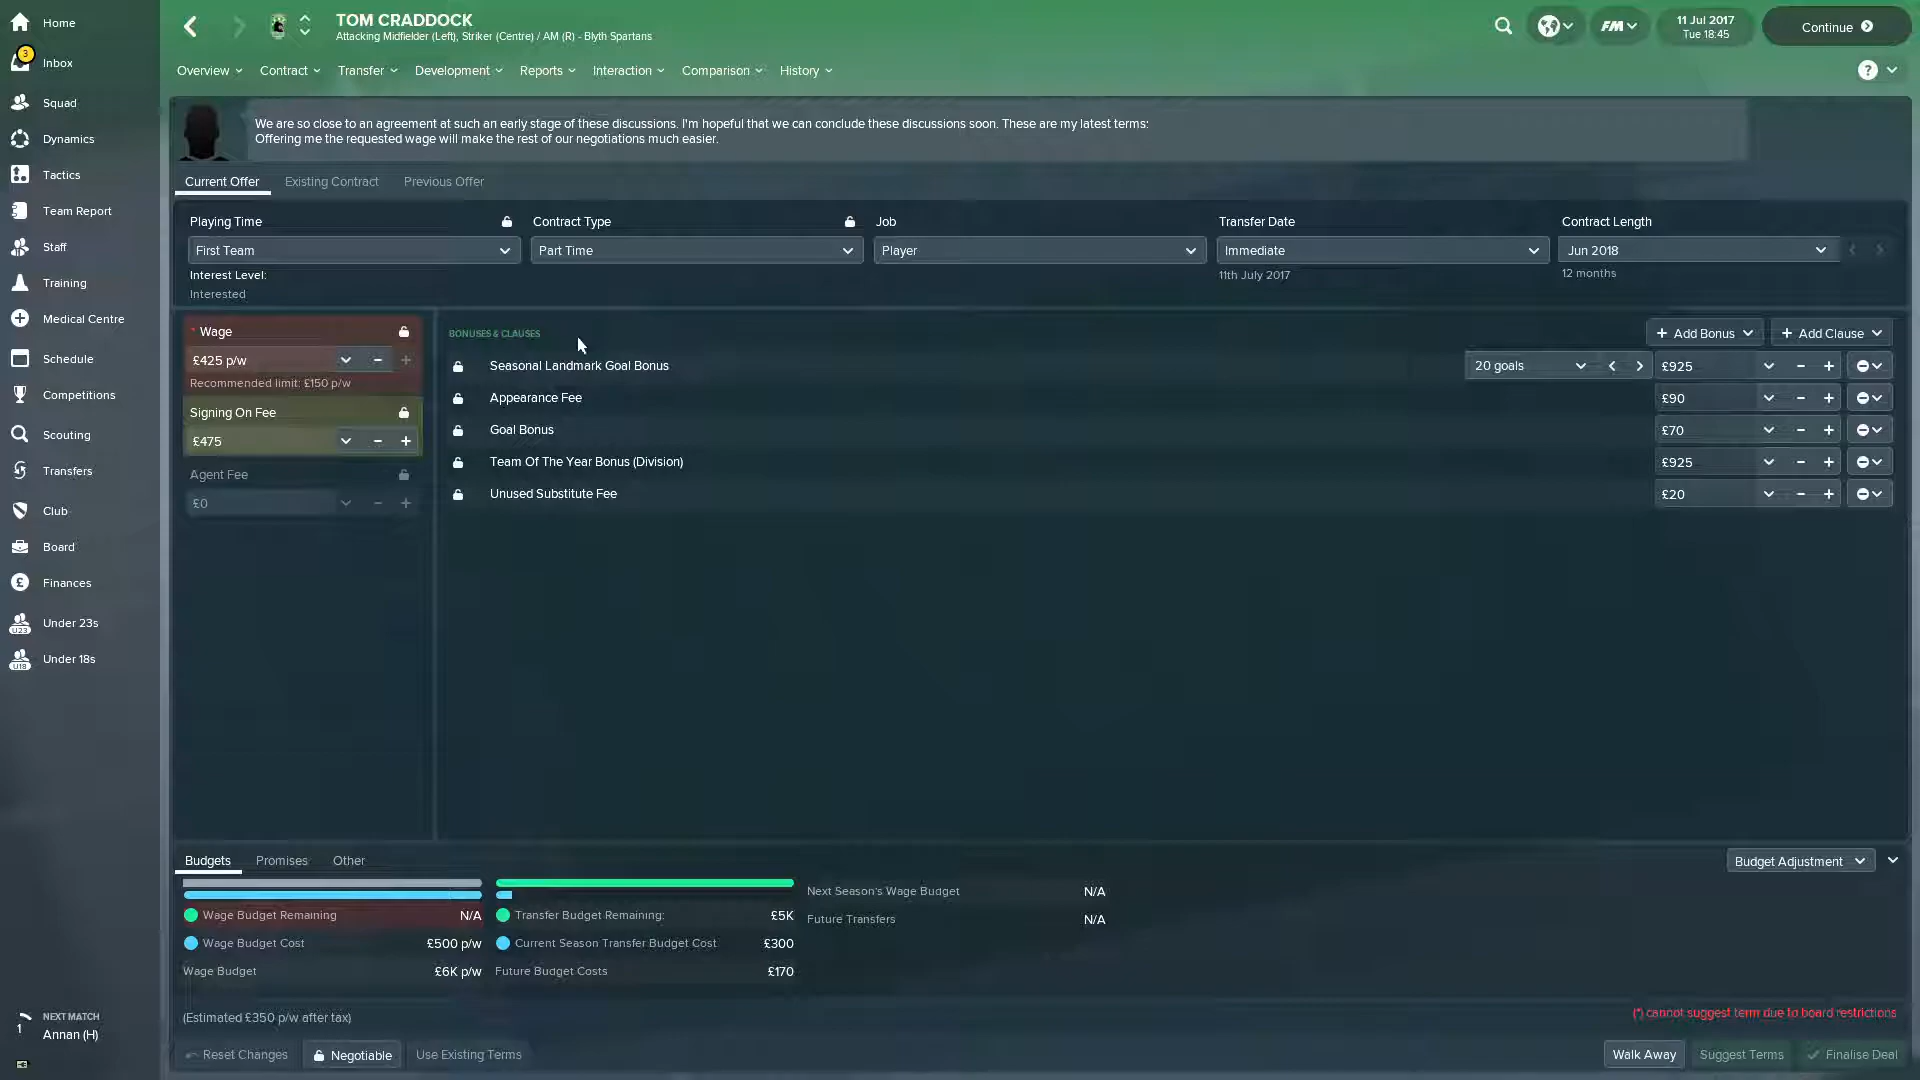 Home
3
Inbox
Squad
Dynamics
Tactics
Team Report
Staff
Training
Medical Centre
Schedule
Competitions
Scouting
Transfers
Club
Board
Finances
U23
Under 23s
U18
Under 18s
1
NEXT MATCH
Annan (H)
TOM CRADDOCK
Attacking Midfielder (Left), Striker (Centre) / AM (R) - Blyth Spartans
FM
11 Jul 2017
Tue 18:45
Continue
Overview Contract Transfer Development Reports Interaction Comparison History
?
We are so close to an agreement at such an early stage of these discussions. I'm hopeful that we can conclude these discussions soon. These are my latest terms:
Offering me the requested wage will make the rest of our negotiations much easier.
Current Offer Existing Contract Previous Offer
Playing Time Contract Type Job Transfer Date Contract Length
First Team Part Time Player Immediate Jun 2018
Interest Level: 11th July 2017 12 months
Interested
* Wage
£425 p/w - +
Recommended limit: £150 p/w
Signing On Fee
£475 - +
Agent Fee
£0 - +
BONUSES & CLAUSES
+ Add Bonus + Add Clause
Seasonal Landmark Goal Bonus 20 goals < > £925 - +
Appearance Fee £90 - +
Goal Bonus £70 - +
Team Of The Year Bonus (Division) £925 - +
Unused Substitute Fee £20 - +
Budgets Promises Other
Budget Adjustment
Wage Budget Remaining N/A
Wage Budget Cost £500 p/w
Wage Budget £6K p/w
Transfer Budget Remaining: £5K
Current Season Transfer Budget Cost £300
Future Budget Costs £170
Next Season's Wage Budget N/A
Future Transfers N/A
(Estimated £350 p/w after tax)
(*) cannot suggest term due to board restrictions
Reset Changes Negotiable Use Existing Terms
Walk Away Suggest Terms Finalise Deal